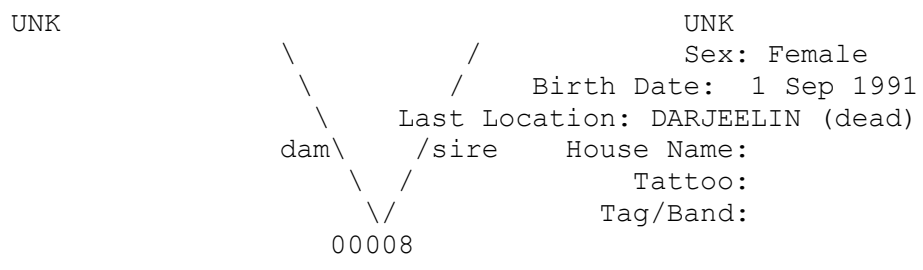 UNK UNK
\ / Sex: Female
\ / Birth Date: 1 Sep 1991
\ / Last Location: DARJEELIN (dead)
dam\ /sire House Name:
\ / Tattoo:
\/ Tag/Band:
00008